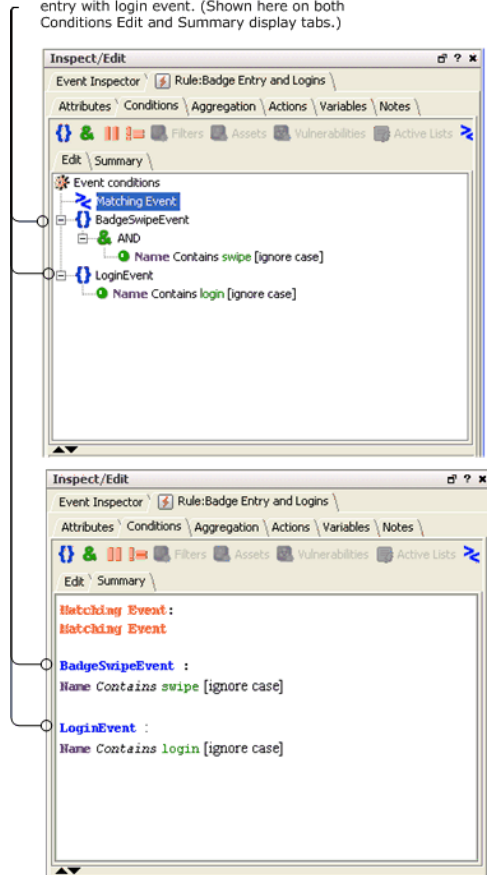 entry with login event. (Shown here on both
Conditions Edit and Summary display tabs.)
Inspect/Edit
Event Inspector Rule:Badge Entry and Logins
Attributes Conditions Aggregation Actions Variables Notes
Filters Assets Vulnerabilities Active Lists
Edit Summary
Event conditions
Matching Event
BadgeSwipeEvent
AND
Name Contains swipe [ignore case]
LoginEvent
Name Contains login [ignore case]
Inspect/Edit
Event Inspector Rule:Badge Entry and Logins
Attributes Conditions Aggregation Actions Variables Notes
Filters Assets Vulnerabilities Active Lists
Edit Summary
Matching Event:
Matching Event
BadgeSwipeEvent :
Name Contains swipe [ignore case]
LoginEvent :
Name Contains login [ignore case]